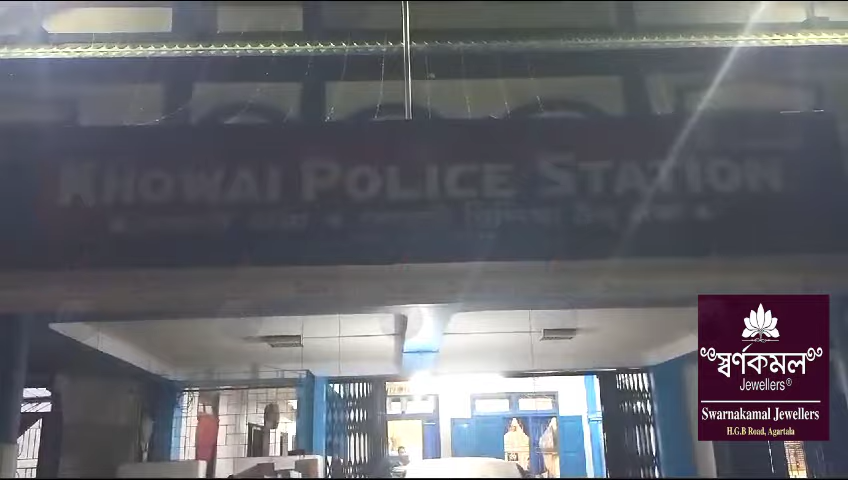 KHOWAI POLICE STATION
স্বর্ণকমল
Jewellers®
Swarnakamal Jewellers
H.G.B Road, Agartala